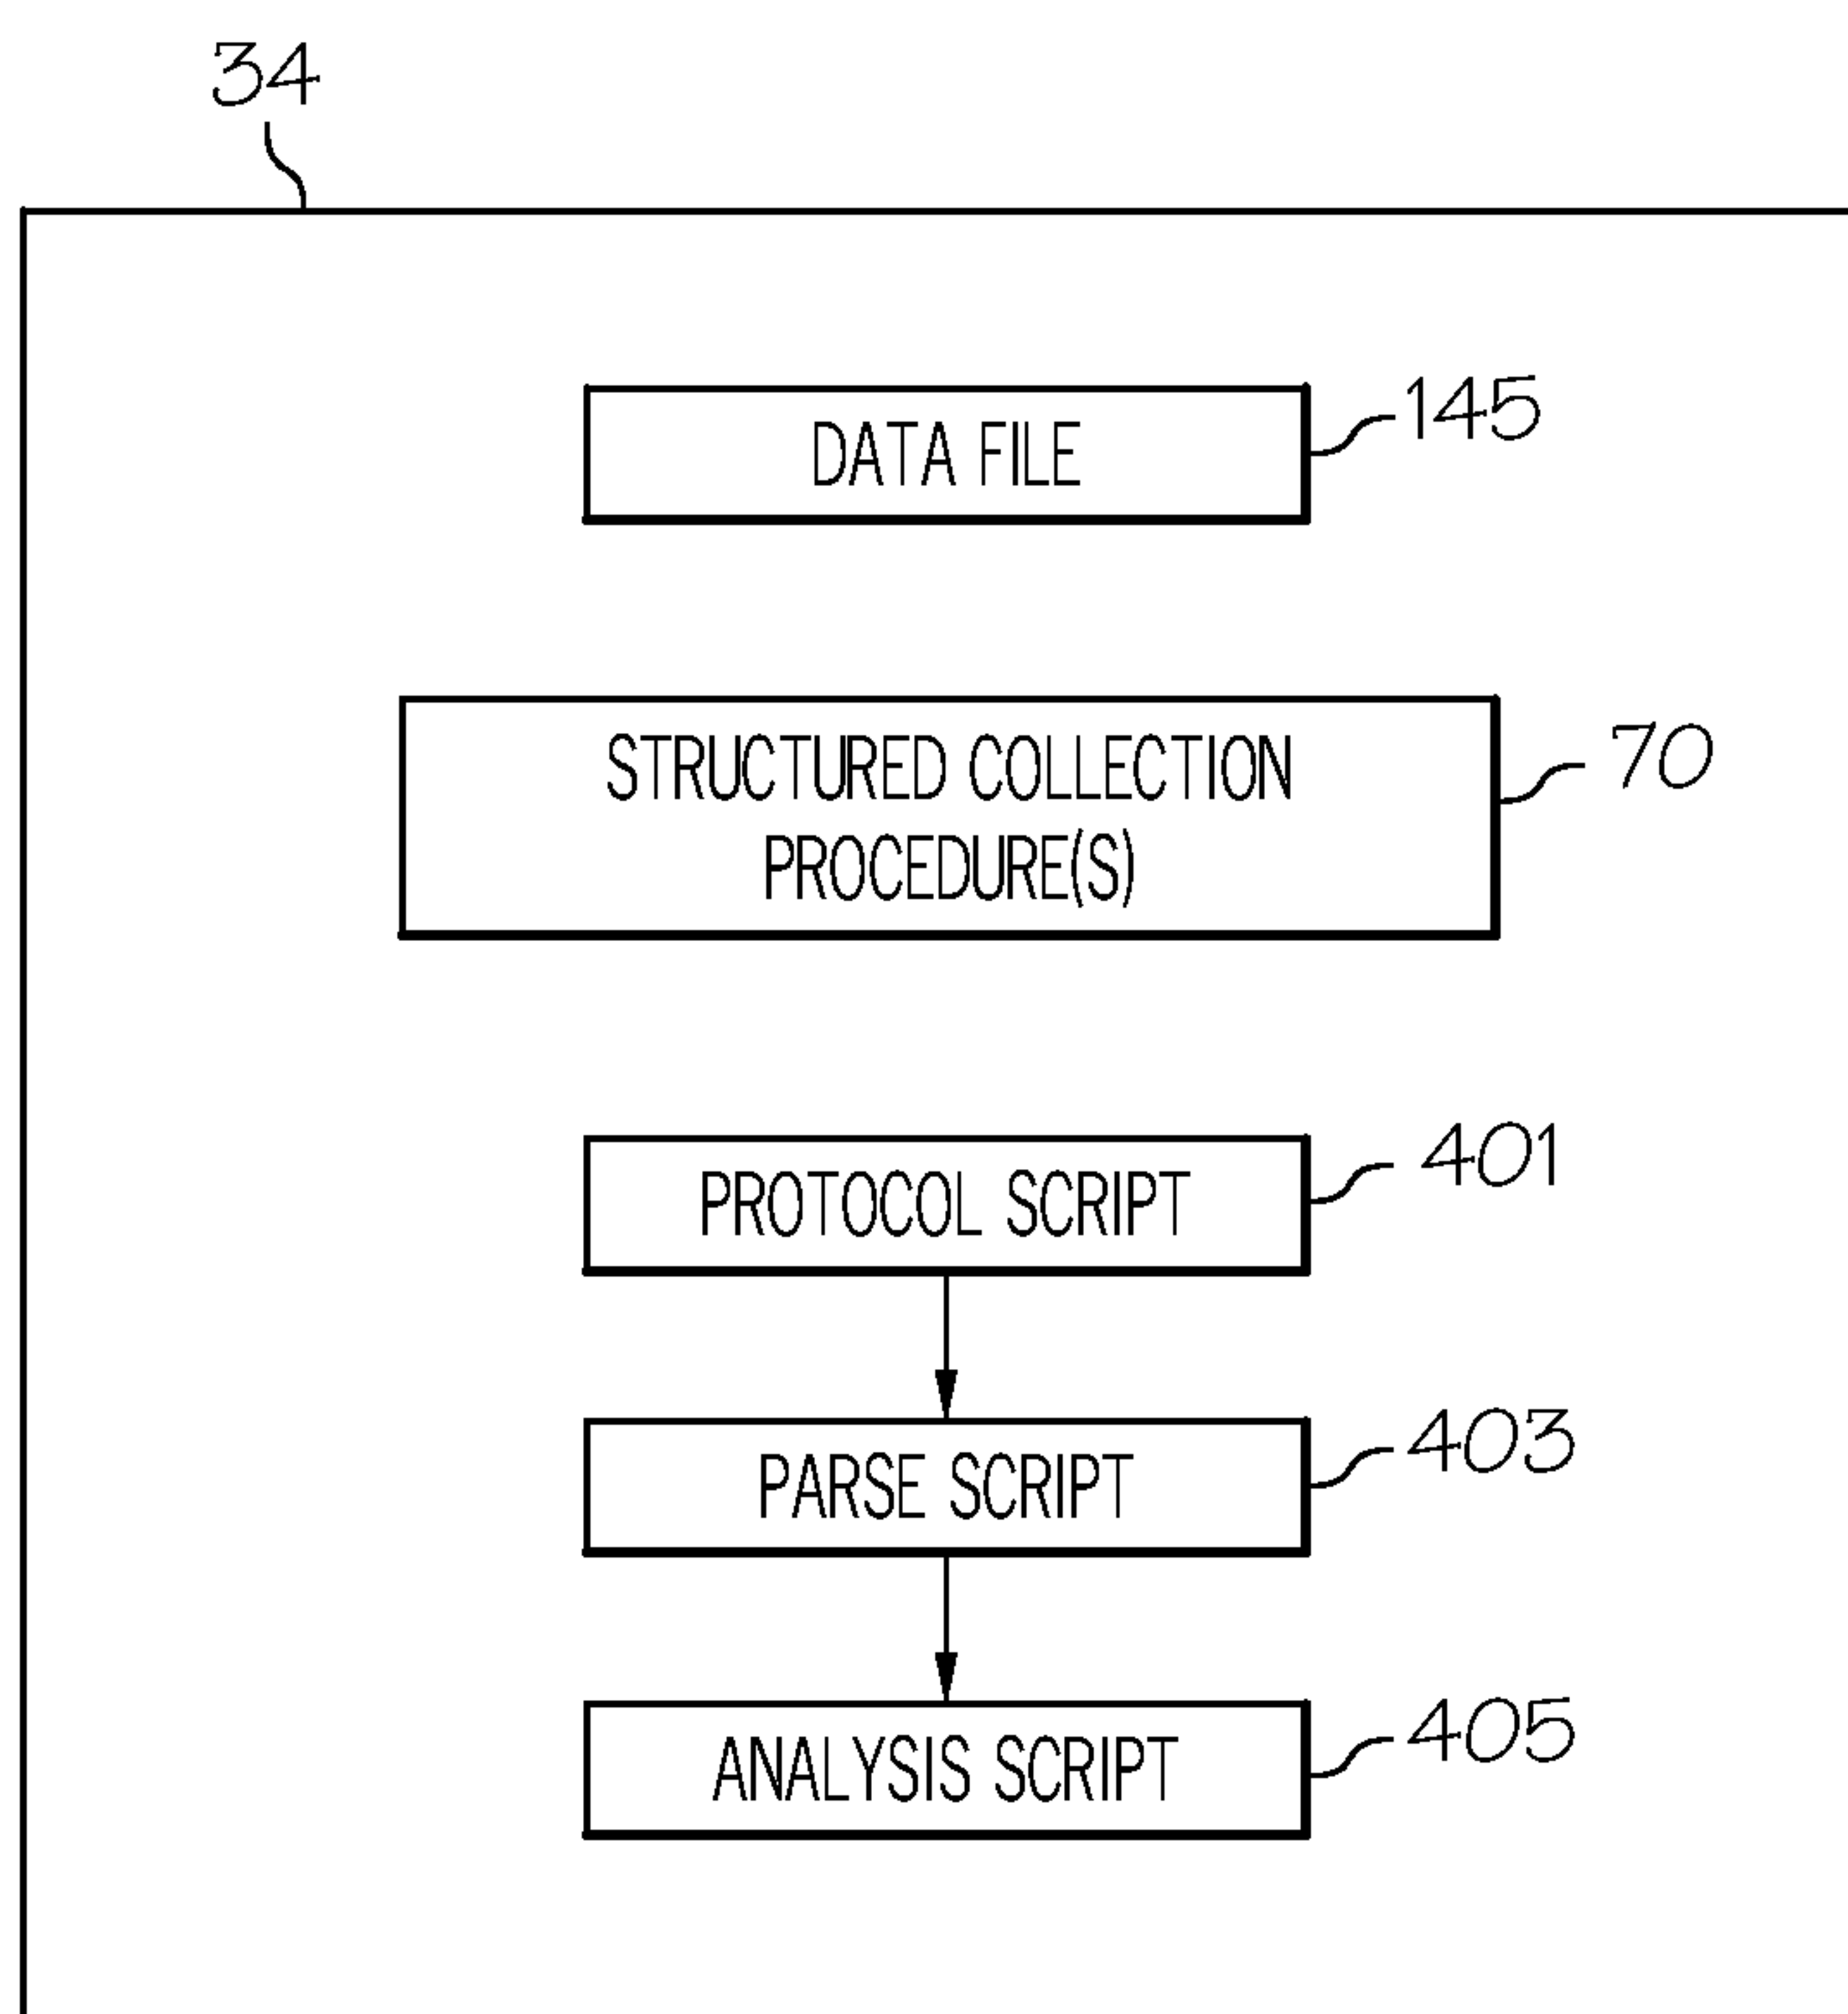 34
DATA FILE
145
STRUCTURED COLLECTION
PROCEDURE(S)
70
PROTOCOL SCRIPT
401
PARSE SCRIPT
403
ANALYSIS SCRIPT
405